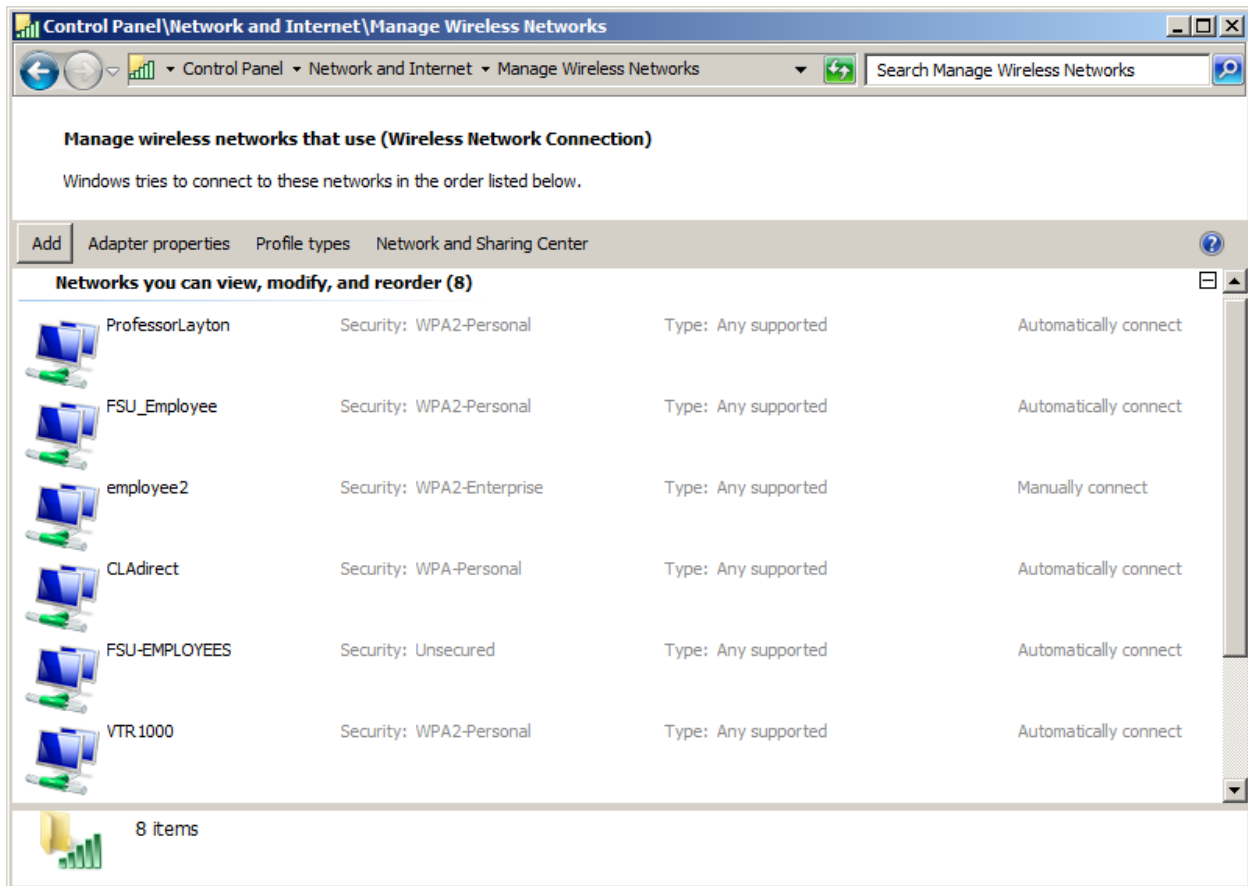 Control Panel\Network and Internet\Manage Wireless Networks
Control Panel Network and Internet Manage Wireless Networks Search Manage Wireless Networks
Manage wireless networks that use (Wireless Network Connection)
Windows tries to connect to these networks in the order listed below.
Add Adapter properties Profile types Network and Sharing Center
Networks you can view, modify, and reorder (8)
ProfessorLayton Security: WPA2-Personal Type: Any supported Automatically connect
FSU_Employee Security: WPA2-Personal Type: Any supported Automatically connect
employee2 Security: WPA2-Enterprise Type: Any supported Manually connect
CLAdirect Security: WPA-Personal Type: Any supported Automatically connect
FSU-EMPLOYEES Security: Unsecured Type: Any supported Automatically connect
VTR1000 Security: WPA2-Personal Type: Any supported Automatically connect
8 items